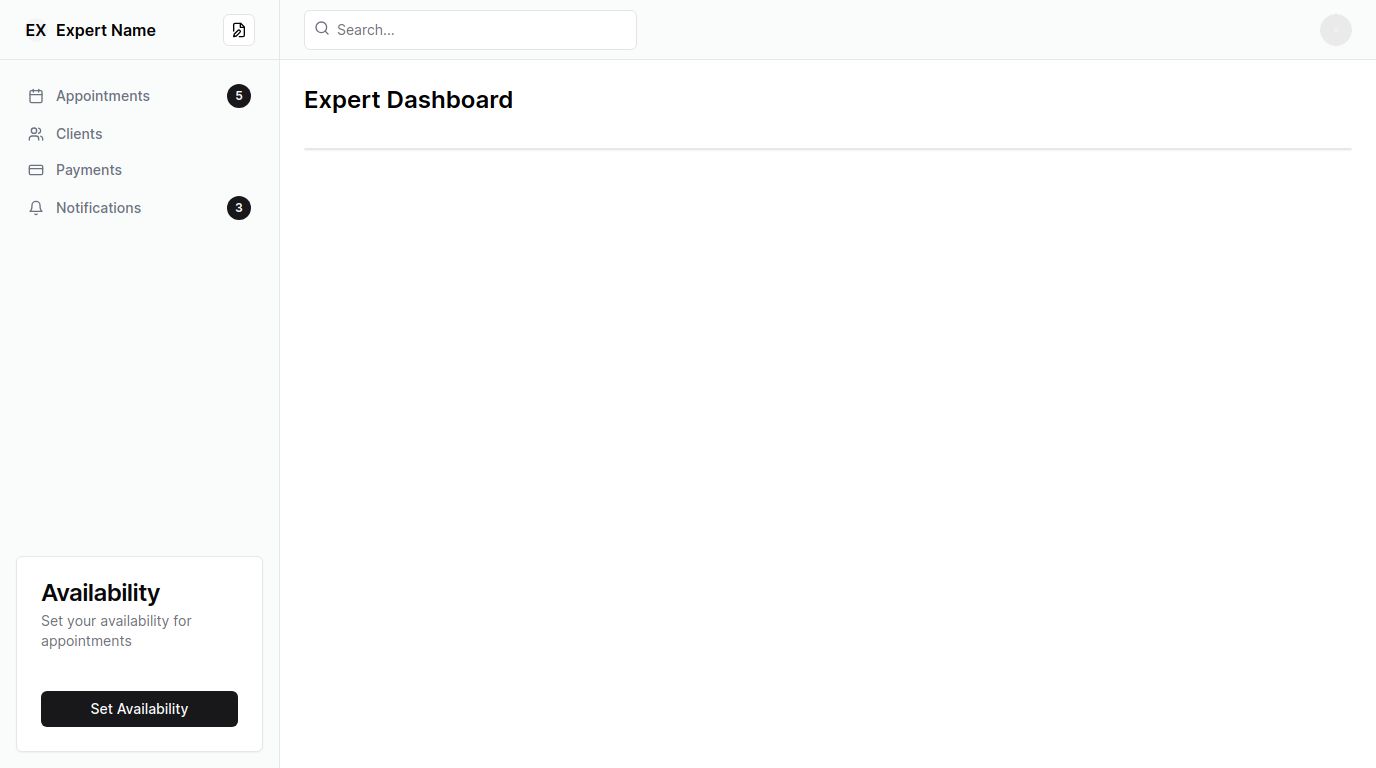 EX Expert Name
Search...
Appointments 5
Clients
Payments
Notifications 3
Expert Dashboard
Availability
Set your availability for
appointments
Set Availability